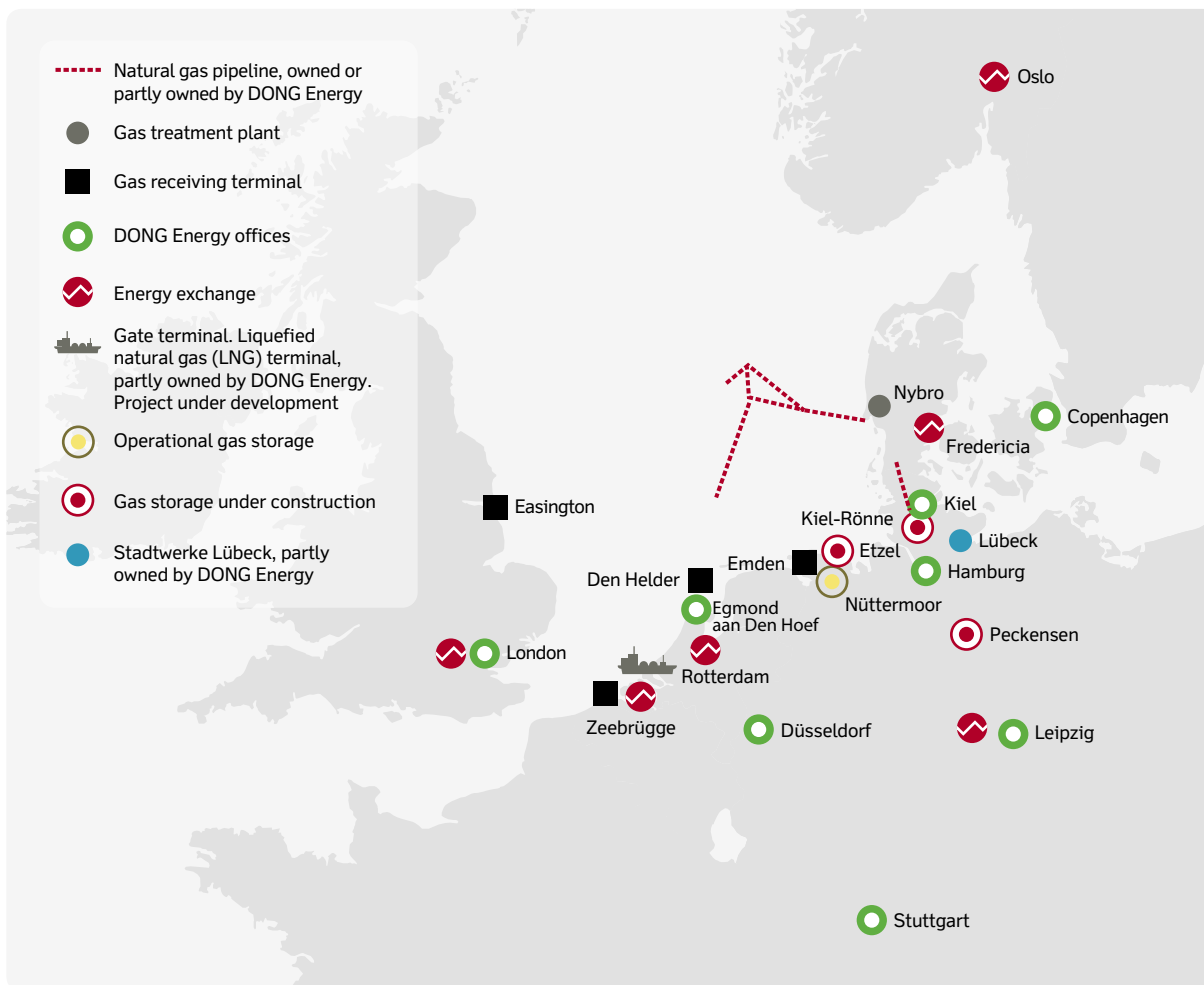 Natural gas pipeline, owned or
partly owned by DONG Energy
Gas treatment plant
Gas receiving terminal
DONG Energy offices
Energy exchange
Gate terminal. Liquefied
natural gas (LNG) terminal,
partly owned by DONG Energy.
Project under development
Operational gas storage
Gas storage under construction
Stadtwerke Lübeck, partly
owned by DONG Energy
Oslo
Nybro
Copenhagen
Fredericia
Easington
Kiel
Kiel-Rönne
Lübeck
Etzel
Emden
Hamburg
Den Helder
Nüttermoor
Egmond
aan Den Hoef
Peckensen
London
Rotterdam
Zeebrügge
Düsseldorf
Leipzig
Stuttgart